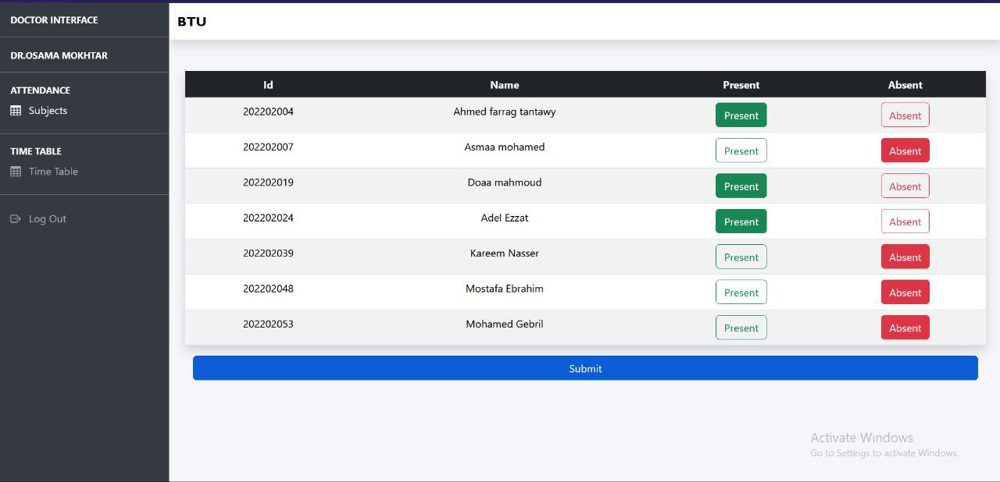 DOCTOR INTERFACE
BTU
DR.OSAMA MOKHTAR
ATTENDANCE
Subjects
TIME TABLE
Time Table
Log Out
Id Name Present Absent
202202004 Ahmed farrag tantawy Present Absent
202202007 Asmaa mohamed Present Absent
202202019 Doaa mahmoud Present Absent
202202024 Adel Ezzat Present Absent
202202039 Kareem Nasser Present Absent
202202048 Mostafa Ebrahim Present Absent
202202053 Mohamed Gebril Present Absent
Submit
Activate Windows
Go to Settings to activate Windows.